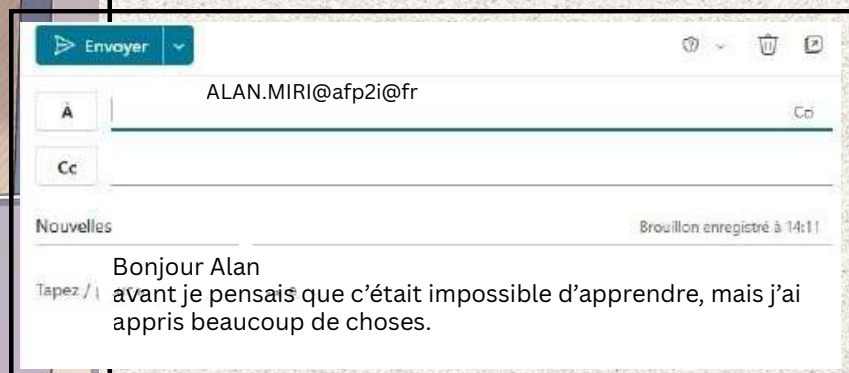 Envoyer
ALAN.MIRI@afp2i@fr
À
Cci
Cc
Nouvelles
Brouillon enregistré à 14:11
Bonjour Alan
Tapez /
avant je pensais que c’était impossible d’apprendre, mais j’ai
appris beaucoup de choses.